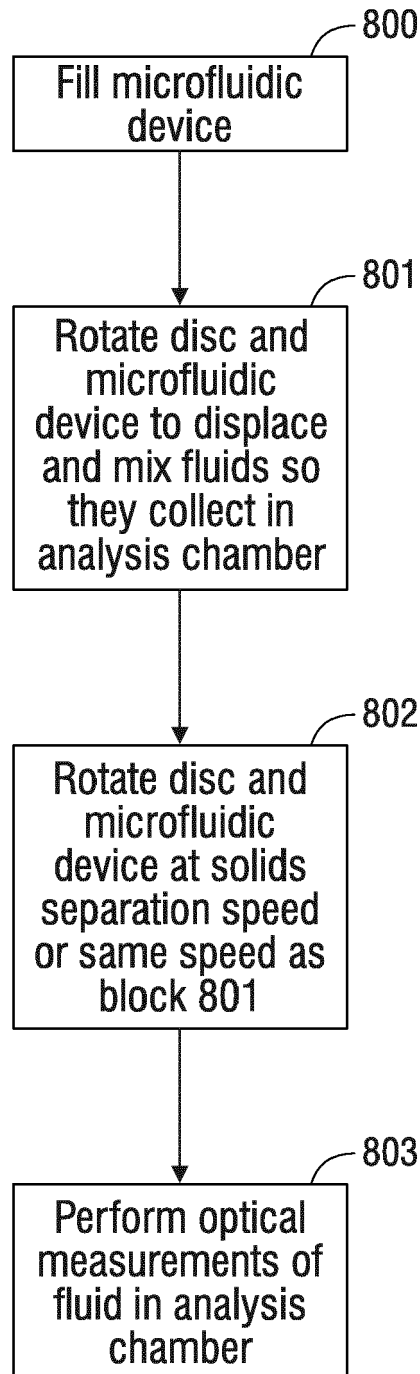 800
Fill microfluidic
device
801
Rotate disc and
microfluidic
device to displace
and mix fluids so
they collect in
analysis chamber
802
Rotate disc and
microfluidic
device at solids
separation speed
or same speed as
block 801
803
Perform optical
measurements of
fluid in analysis
chamber